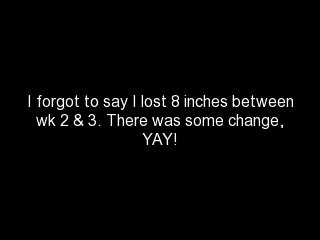 I forgot to say I lost 8 inches between
wk 2 & 3. There was some change,
YAY!